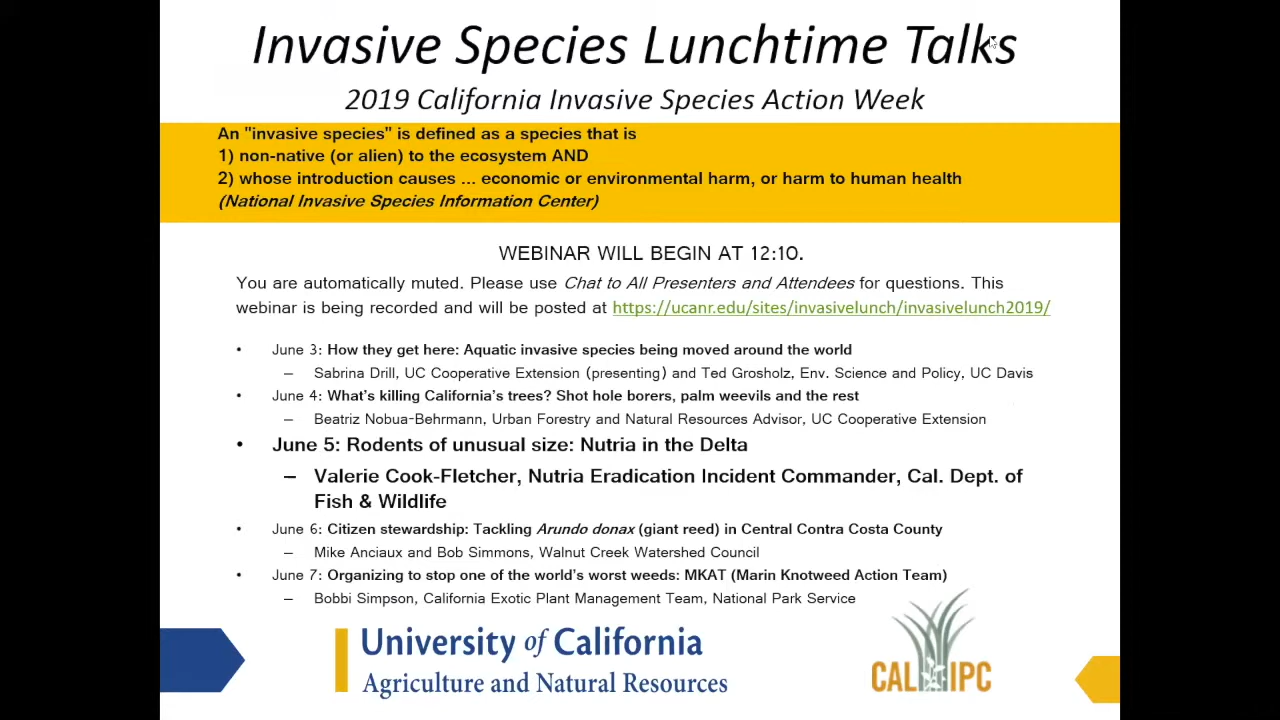 Invasive Species Lunchtime Talks
2019 California Invasive Species Action Week
An "invasive species" is defined as a species that is
1) non-native (or alien) to the ecosystem AND
2) whose introduction causes ... economic or environmental harm, or harm to human health
(National Invasive Species Information Center)
WEBINAR WILL BEGIN AT 12:10.
You are automatically muted. Please use Chat to All Presenters and Attendees for questions. This
webinar is being recorded and will be posted at https://ucanr.edu/sites/invasivelunch/invasivelunch2019/
• June 3: How they get here: Aquatic invasive species being moved around the world
– Sabrina Drill, UC Cooperative Extension (presenting) and Ted Grosholz, Env. Science and Policy, UC Davis
• June 4: What's killing California's trees? Shot hole borers, palm weevils and the rest
– Beatriz Nobua-Behrmann, Urban Forestry and Natural Resources Advisor, UC Cooperative Extension
• June 5: Rodents of unusual size: Nutria in the Delta
– Valerie Cook-Fletcher, Nutria Eradication Incident Commander, Cal. Dept. of
Fish & Wildlife
• June 6: Citizen stewardship: Tackling Arundo donax (giant reed) in Central Contra Costa County
– Mike Anciaux and Bob Simmons, Walnut Creek Watershed Council
• June 7: Organizing to stop one of the world's worst weeds: MKAT (Marin Knotweed Action Team)
– Bobbi Simpson, California Exotic Plant Management Team, National Park Service
University of California
Agriculture and Natural Resources
CAL IPC